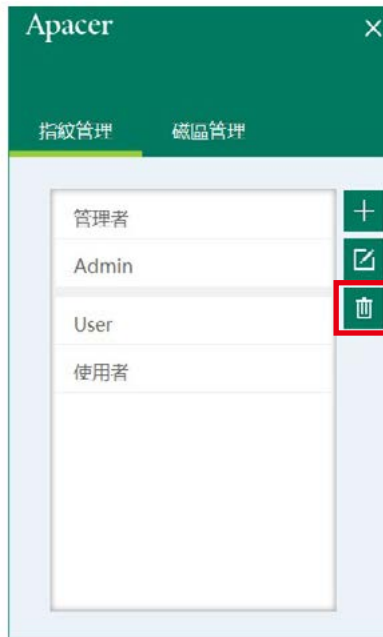 Apacer
指紋管理 磁區管理
管理者
Admin
User
使用者